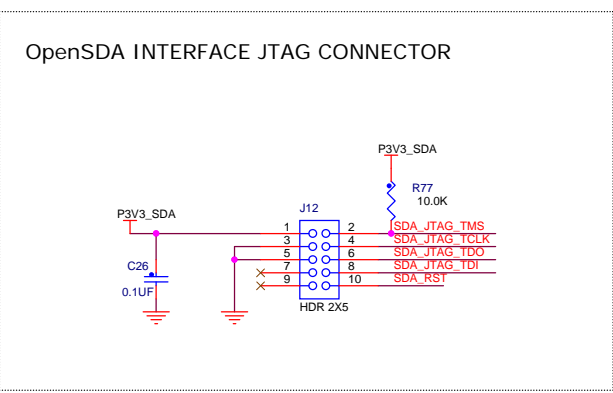 OpenSDA INTERFACE JTAG CONNECTOR
P3V3_SDA
R77
10.0K
J12
P3V3_SDA
1 2 SDA_JTAG_TMS
3 4 SDA_JTAG_TCLK
5 6 SDA_JTAG_TDO
7 8 SDA_JTAG_TDI
9 10 SDA_RST
C26
0.1UF
HDR 2X5